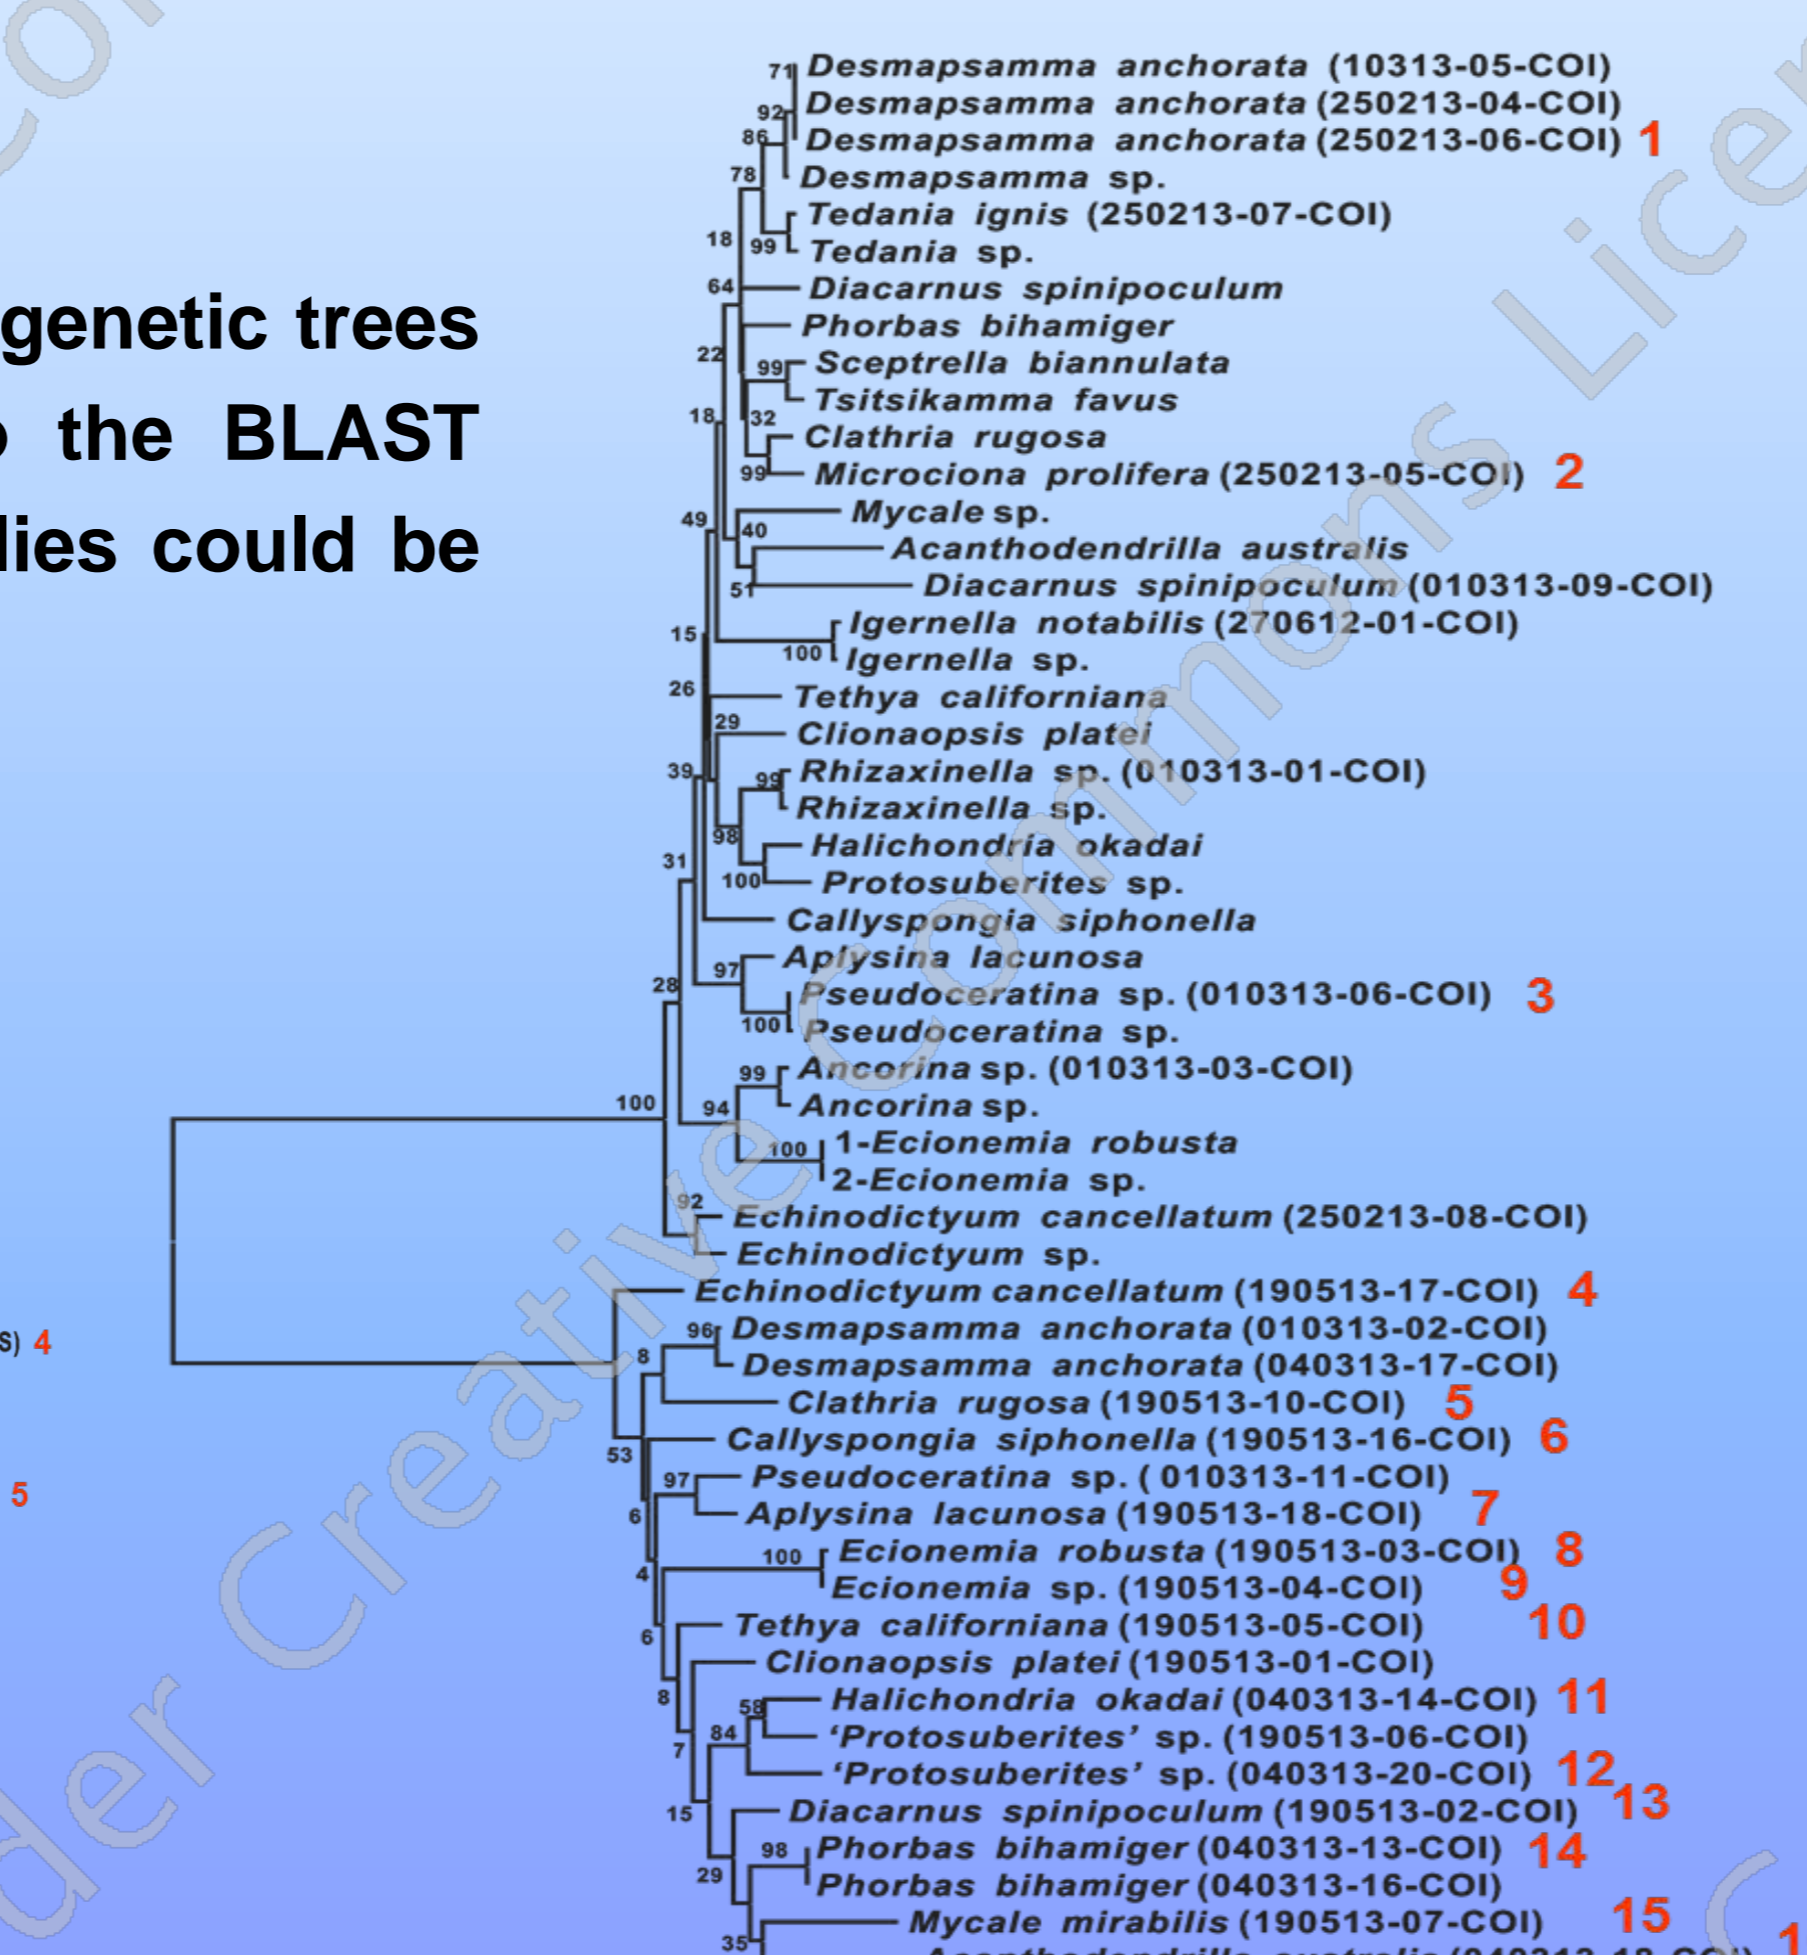 genetic trees
the BLAST
could be
S) 4
5
71 Desmapsamma anchorata (10313-05-COI)
92 Desmapsamma anchorata (250213-04-COI)
86 Desmapsamma anchorata (250213-06-COI) 1
78 Desmapsamma sp.
Tedania ignis (250213-07-COI)
18 99 Tedania sp.
64 Diacarnus spinipoculum
Phorbas bihamiger
22 99 Sceptrella biannulata
Tsitsikamma favus
18 32 Clathria rugosa
99 Microciona prolifera (250213-05-COI) 2
49 Mycale sp.
40 Acanthodendrilla australis
51 Diacarnus spinipoculum (010313-09-COI)
15 Igernella notabilis (270612-01-COI)
100 Igernella sp.
26 Tethya californiana
29 Clionaopsis platei
39 99 Rhizaxinella sp. (010313-01-COI)
Rhizaxinella sp.
98 Halichondria okadai
31 100 Protosuberites sp.
Callyspongia siphonella
97 Aplysina lacunosa
28 Pseudoceratina sp. (010313-06-COI) 3
100 Pseudoceratina sp.
99 Ancorina sp. (010313-03-COI)
100 94 Ancorina sp.
100 1-Ecionemia robusta
2-Ecionemia sp.
92 Echinodictyum cancellatum (250213-08-COI)
Echinodictyum sp.
Echinodictyum cancellatum (190513-17-COI) 4
96 Desmapsamma anchorata (010313-02-COI)
8 Desmapsamma anchorata (040313-17-COI)
Clathria rugosa (190513-10-COI) 5
53 Callyspongia siphonella (190513-16-COI) 6
97 Pseudoceratina sp. ( 010313-11-COI)
6 Aplysina lacunosa (190513-18-COI) 7
100 Ecionemia robusta (190513-03-COI) 8
4 Ecionemia sp. (190513-04-COI) 9
6 Tethya californiana (190513-05-COI) 10
Clionaopsis platei (190513-01-COI)
8 58 Halichondria okadai (040313-14-COI) 11
7 84 ‘Protosuberites’ sp. (190513-06-COI)
‘Protosuberites’ sp. (040313-20-COI) 12
15 Diacarnus spinipoculum (190513-02-COI) 13
98 Phorbas bihamiger (040313-13-COI) 14
29 Phorbas bihamiger (040313-16-COI)
Mycale mirabilis (190513-07-COI) 15
35
der Creative Commons Licen